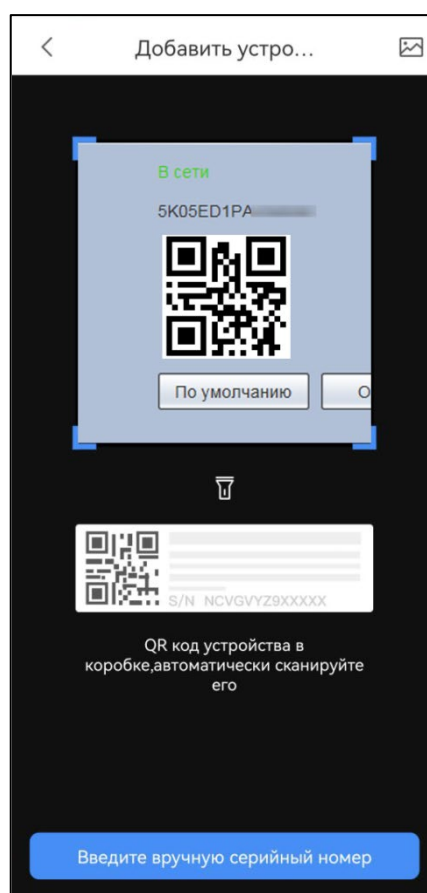 Добавить устро...
В сети
5K05ED1PA
По умолчанию
О
S/N NCVGVYZ9XXXXX
QR код устройства в
коробке,автоматически сканируйте
его
Введите вручную серийный номер